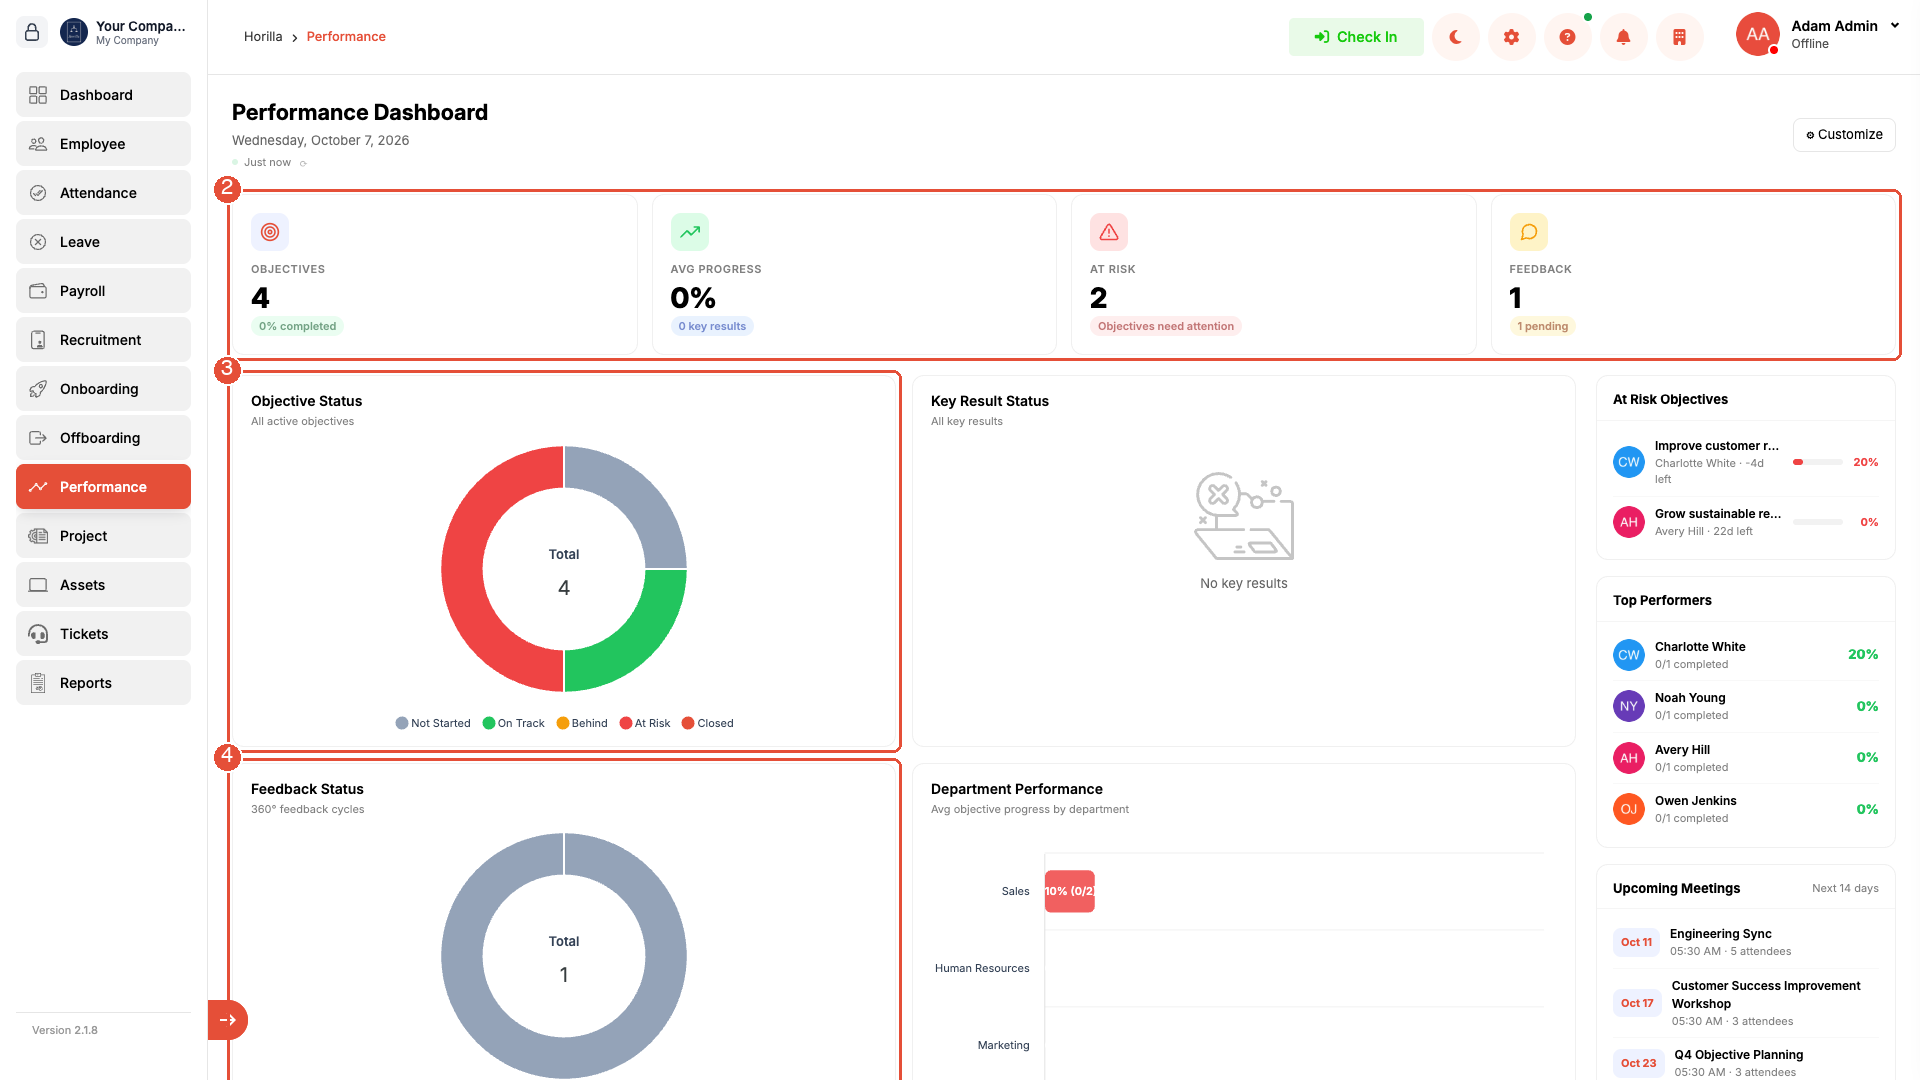 Your Compa...
My Company
Dashboard
Employee
Attendance
Leave
Payroll
Recruitment
Onboarding
Offboarding
Performance
Project
Assets
Tickets
Reports
Version 2.1.8
Horilla
Performance
Check In
AA
Adam Admin
Offline
Performance Dashboard
Wednesday, October 7, 2026
Just now
Customize
2
OBJECTIVES
4
0% completed
AVG PROGRESS
0%
0 key results
AT RISK
2
Objectives need attention
FEEDBACK
1
1 pending
3
Objective Status
All active objectives
Total
4
Not Started
On Track
Behind
At Risk
Closed
Key Result Status
All key results
No key results
At Risk Objectives
CW
Improve customer r...
Charlotte White · -4d
left
20%
AH
Grow sustainable re...
Avery Hill · 22d left
0%
Top Performers
CW
Charlotte White
0/1 completed
20%
NY
Noah Young
0/1 completed
0%
AH
Avery Hill
0/1 completed
0%
OJ
Owen Jenkins
0/1 completed
0%
4
Feedback Status
360° feedback cycles
Total
1
Department Performance
Avg objective progress by department
Sales
10% (0/2)
Human Resources
Marketing
Upcoming Meetings
Next 14 days
Oct 11
Engineering Sync
05:30 AM · 5 attendees
Oct 17
Customer Success Improvement
Workshop
05:30 AM · 3 attendees
Oct 23
Q4 Objective Planning
05:30 AM · 3 attendees